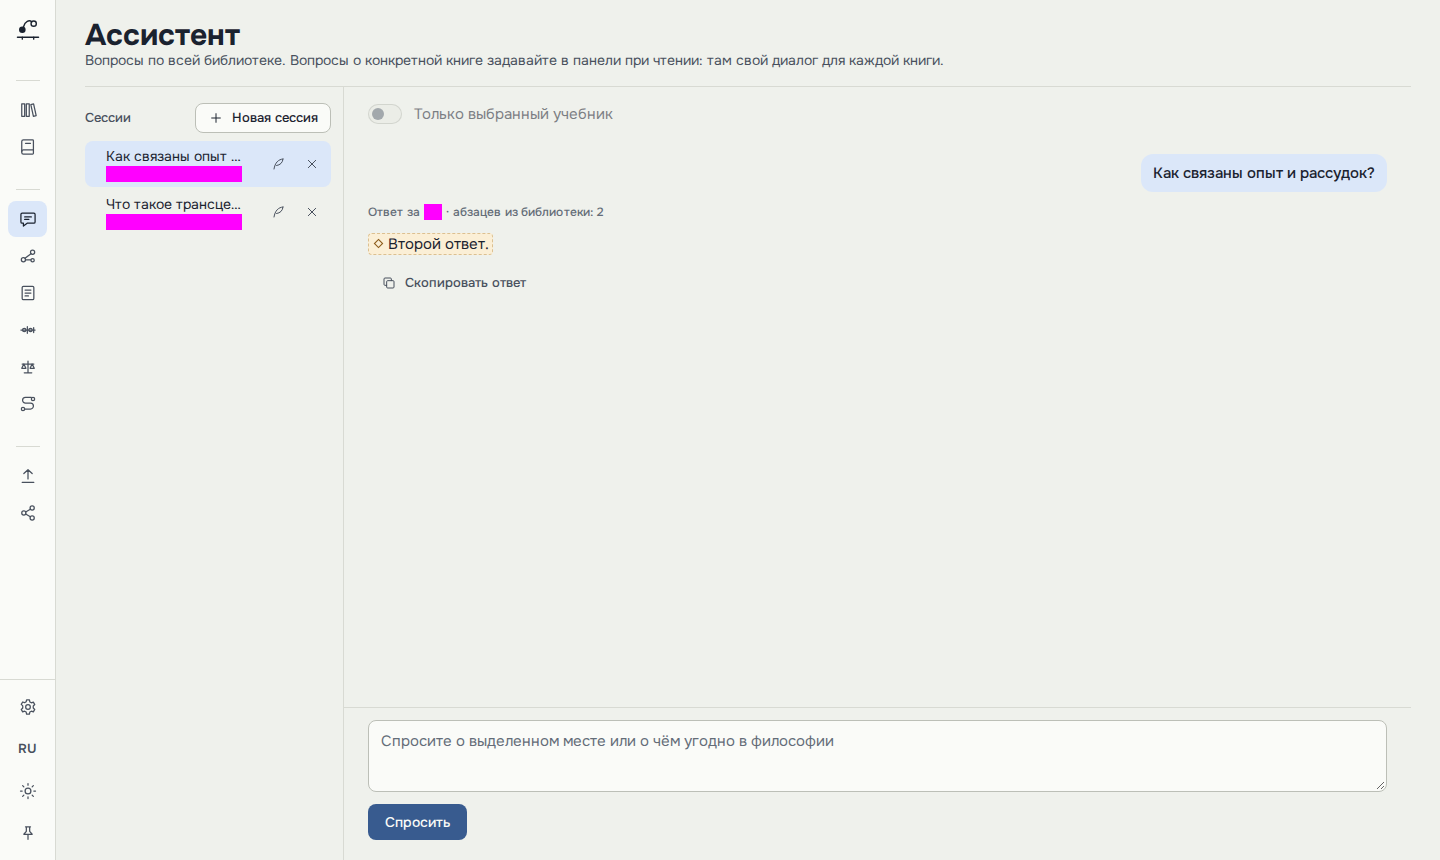 Ассистент
Вопросы по всей библиотеке. Вопросы о конкретной книге задавайте в панели при чтении: там свой диалог для каждой книги.
Сессии
Новая сессия
Как связаны опыт ...
Что такое трансце...
Только выбранный учебник
Как связаны опыт и рассудок?
Ответ за · абзацев из библиотеки: 2
Второй ответ.
Скопировать ответ
Спросите о выделенном месте или о чём угодно в философии
Спросить
RU